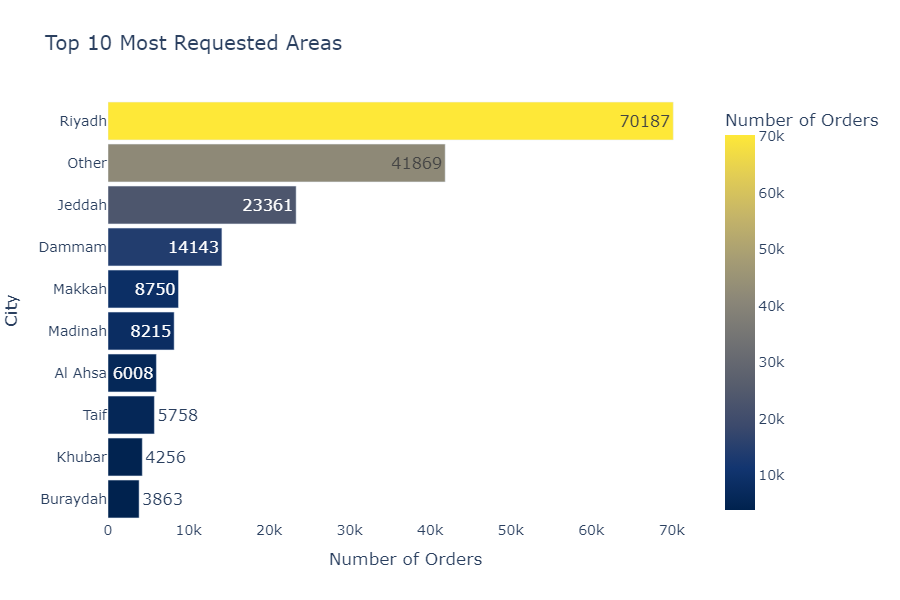 Top 10 Most Requested Areas
City
Riyadh 70187
Other 41869
Jeddah 23361
Dammam 14143
Makkah 8750
Madinah 8215
Al Ahsa 6008
Taif 5758
Khubar 4256
Buraydah 3863
0 10k 20k 30k 40k 50k 60k 70k
Number of Orders
Number of Orders
70k
60k
50k
40k
30k
20k
10k